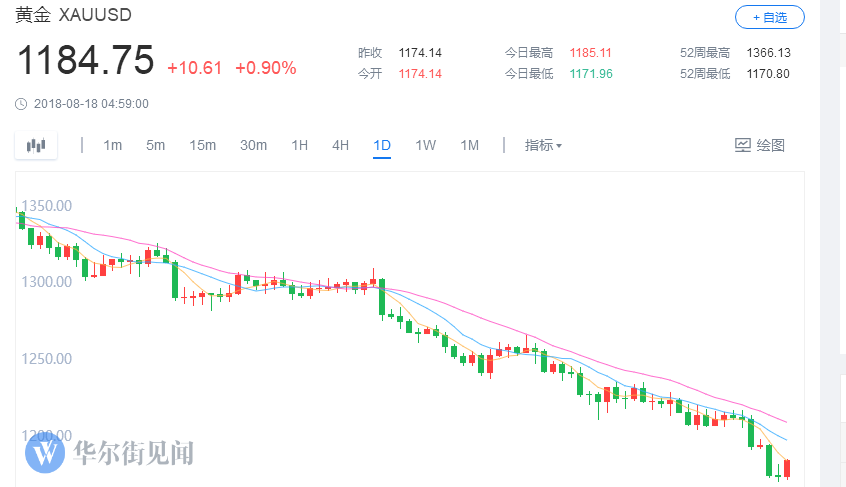 黄金 XAUUSD
+ 自选
1184.75 +10.61 +0.90%
昨收 1174.14 今日最高 1185.11 52周最高 1366.13
今开 1174.14 今日最低 1171.96 52周最低 1170.80
2018-08-18 04:59:00
1m 5m 15m 30m 1H 4H 1D 1W 1M 指标 绘图
1350.00
1300.00
1250.00
1200.00
W 华尔街见闻